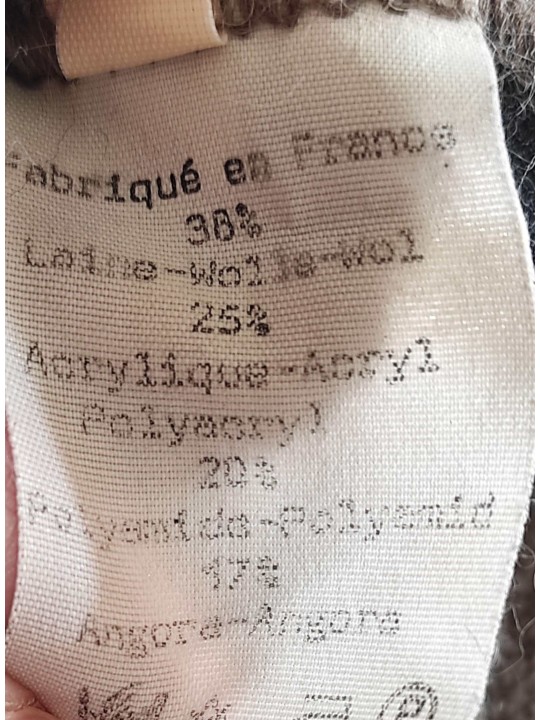 Fabriqué en France
38%
Laine-Wolle-Wol
25%
Acrylique-Acryl
Polyacryl
20%
Polyamide-Polyamid
17%
Angora-Angora